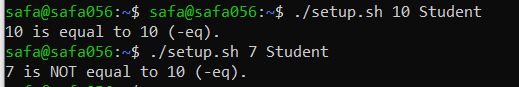 safa@safa056:~$ safa@safa056:~$ ./setup.sh 10 Student
10 is equal to 10 (-eq).
safa@safa056:~$ ./setup.sh 7 Student
7 is NOT equal to 10 (-eq).